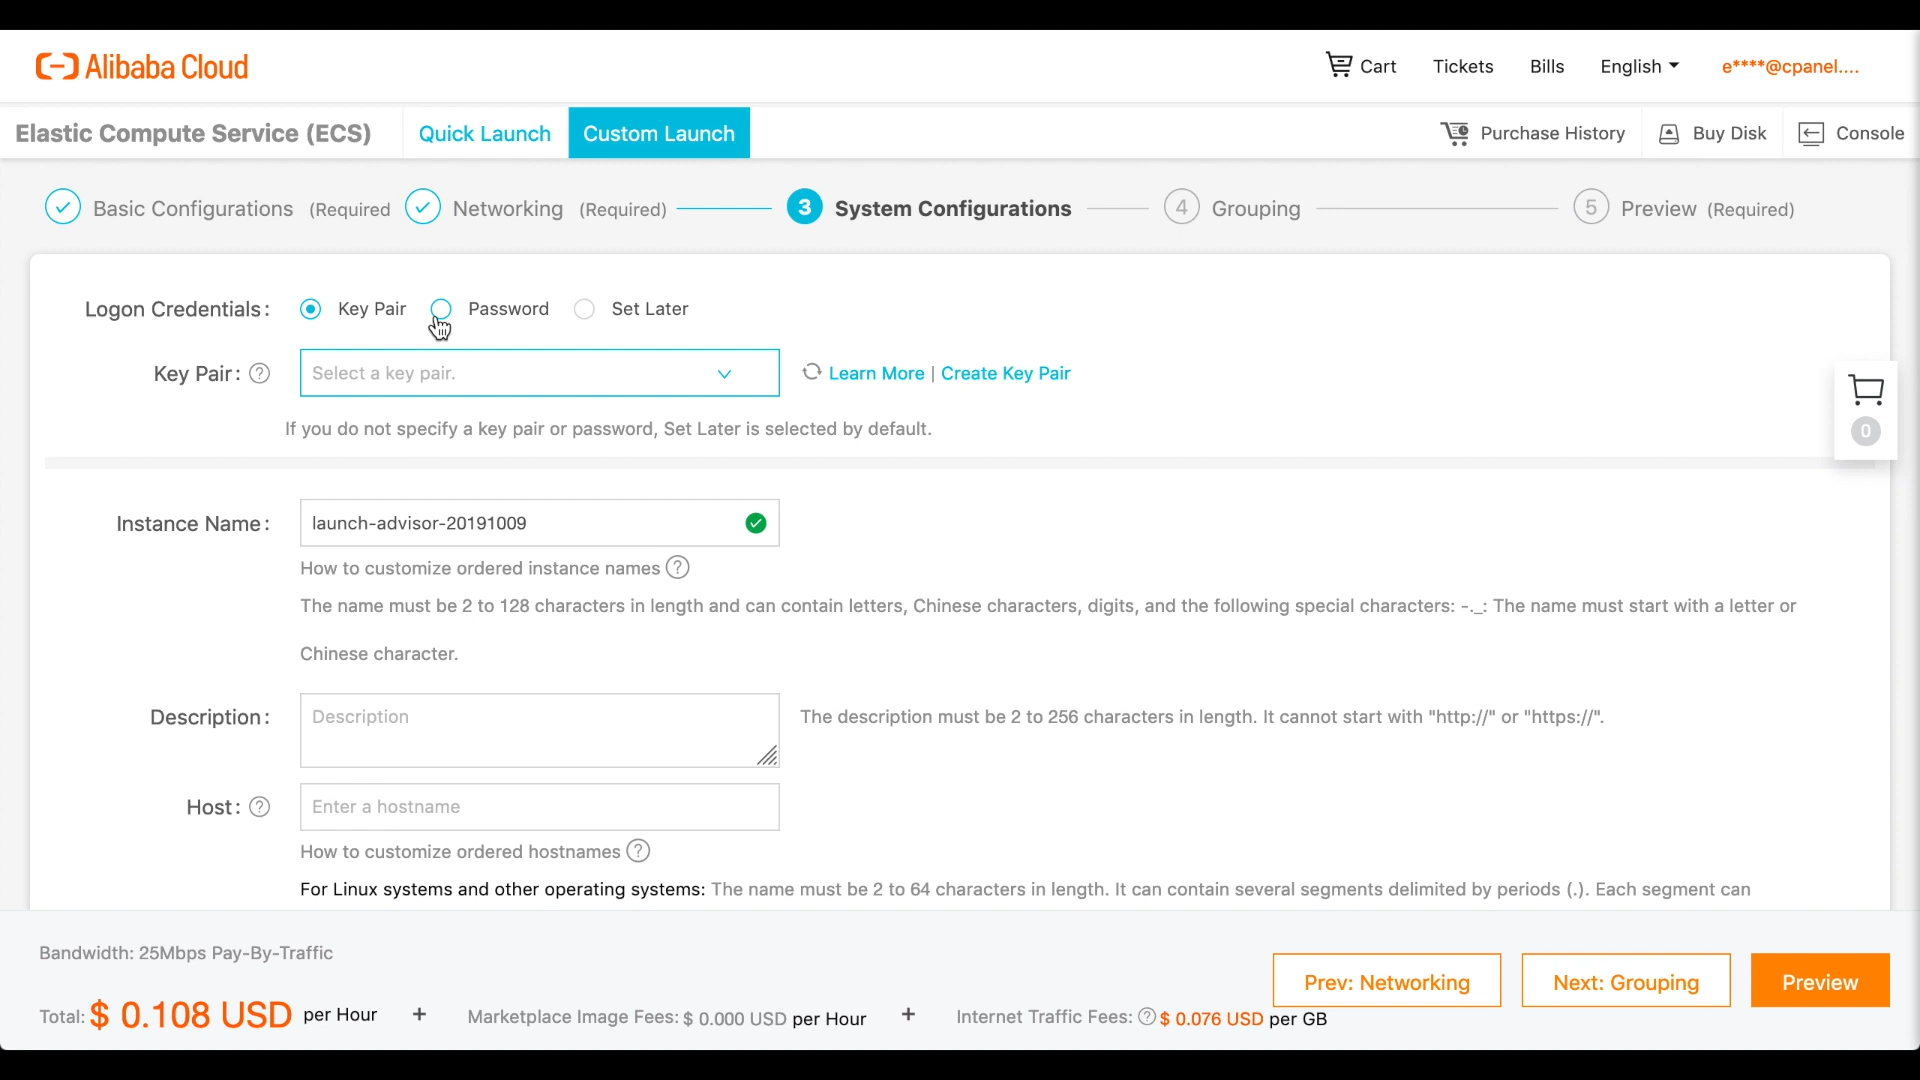 Alibaba Cloud
Cart Tickets Bills English e****@cpanel....
Elastic Compute Service (ECS) Quick Launch Custom Launch Purchase History Buy Disk Console
Basic Configurations (Required Networking (Required) 3 System Configurations 4 Grouping 5 Preview (Required)
Logon Credentials: Key Pair Password Set Later
Key Pair: ? Select a key pair. Learn More | Create Key Pair
0
If you do not specify a key pair or password, Set Later is selected by default.
Instance Name: launch-advisor-20191009
How to customize ordered instance names ?
The name must be 2 to 128 characters in length and can contain letters, Chinese characters, digits, and the following special characters: -._: The name must start with a letter or
Chinese character.
Description: Description The description must be 2 to 256 characters in length. It cannot start with "http://" or "https://".
Host: ? Enter a hostname
How to customize ordered hostnames ?
For Linux systems and other operating systems: The name must be 2 to 64 characters in length. It can contain several segments delimited by periods (.). Each segment can
Bandwidth: 25Mbps Pay-By-Traffic
Prev: Networking Next: Grouping Preview
Total: $ 0.108 USD per Hour + Marketplace Image Fees: $ 0.000 USD per Hour + Internet Traffic Fees: ? $ 0.076 USD per GB